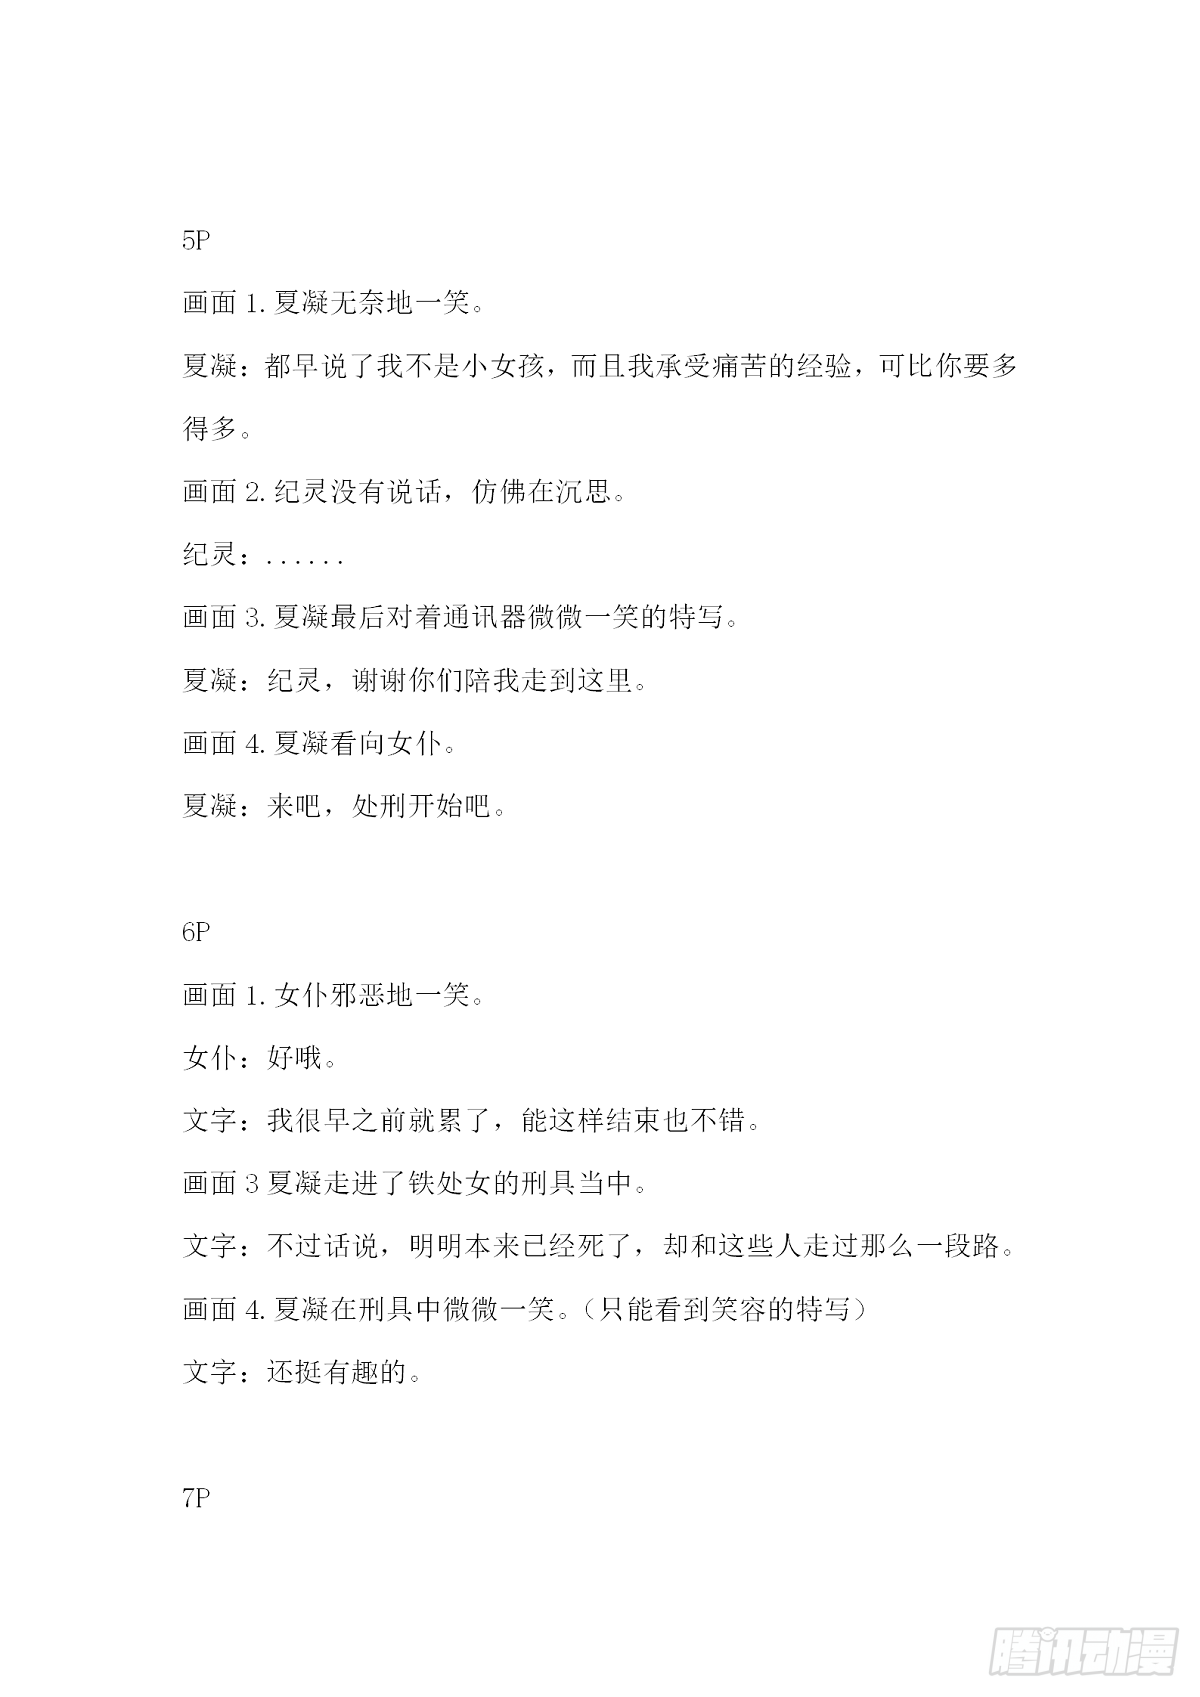 5P
画面1.夏凝无奈地一笑。
夏凝：都早说了我不是小女孩，而且我承受痛苦的经验，可比你要多
得多。
画面2.纪灵没有说话，仿佛在沉思。
纪灵：......
画面3.夏凝最后对着通讯器微微一笑的特写。
夏凝：纪灵，谢谢你们陪我走到这里。
画面4.夏凝看向女仆。
夏凝：来吧，处刑开始吧。
6P
画面1.女仆邪恶地一笑。
女仆：好哦。
文字：我很早之前就累了，能这样结束也不错。
画面3夏凝走进了铁处女的刑具当中。
文字：不过话说，明明本来已经死了，却和这些人走过那么一段路。
画面4.夏凝在刑具中微微一笑。（只能看到笑容的特写）
文字：还挺有趣的。
7P
腾讯动漫